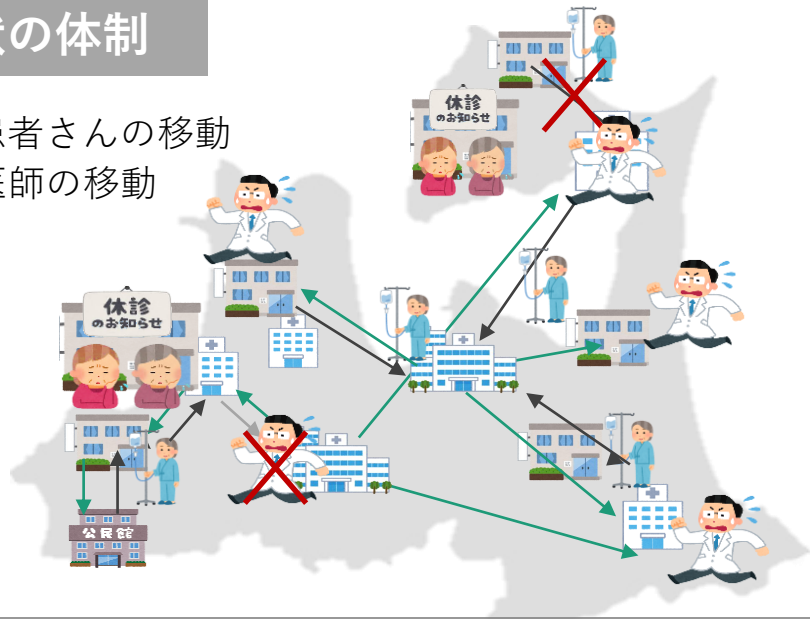 の体制
者さんの移動
師の移動
休診
のお知らせ
休診
のお知らせ
公民館